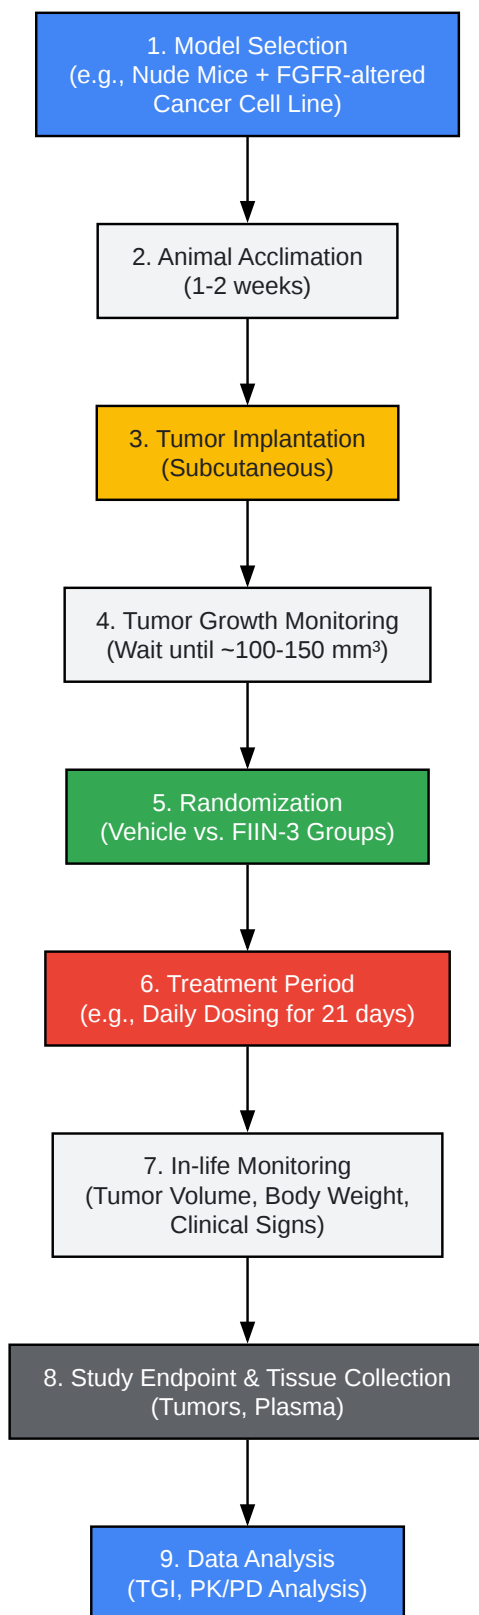 1. Model Selection
(e.g., Nude Mice + FGFR-altered
Cancer Cell Line)
2. Animal Acclimation
(1-2 weeks)
3. Tumor Implantation
(Subcutaneous)
4. Tumor Growth Monitoring
(Wait until ~100-150 mm³)
5. Randomization
(Vehicle vs. FIIN-3 Groups)
6. Treatment Period
(e.g., Daily Dosing for 21 days)
7. In-life Monitoring
(Tumor Volume, Body Weight,
Clinical Signs)
8. Study Endpoint & Tissue Collection
(Tumors, Plasma)
9. Data Analysis
(TGI, PK/PD Analysis)